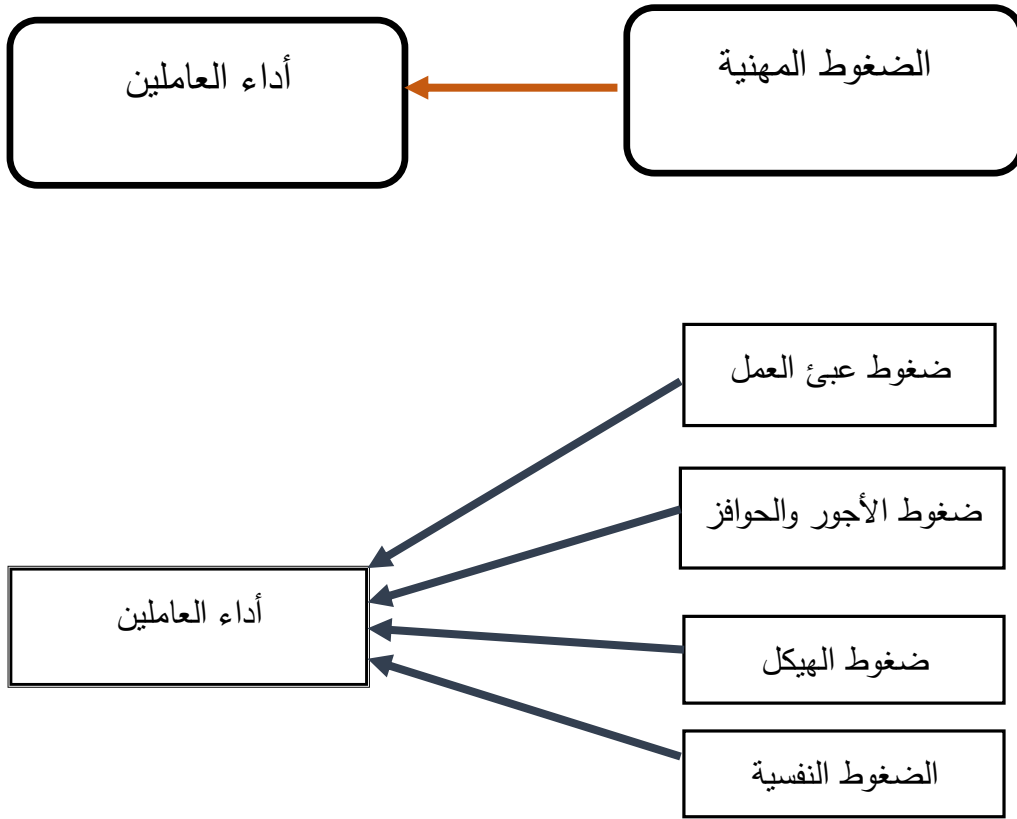 الضغوط المهنية
أداء العاملين
ضغوط عبئ العمل
ضغوط الأجور والحوافز
ضغوط الهيكل
الضغوط النفسية
أداء العاملين